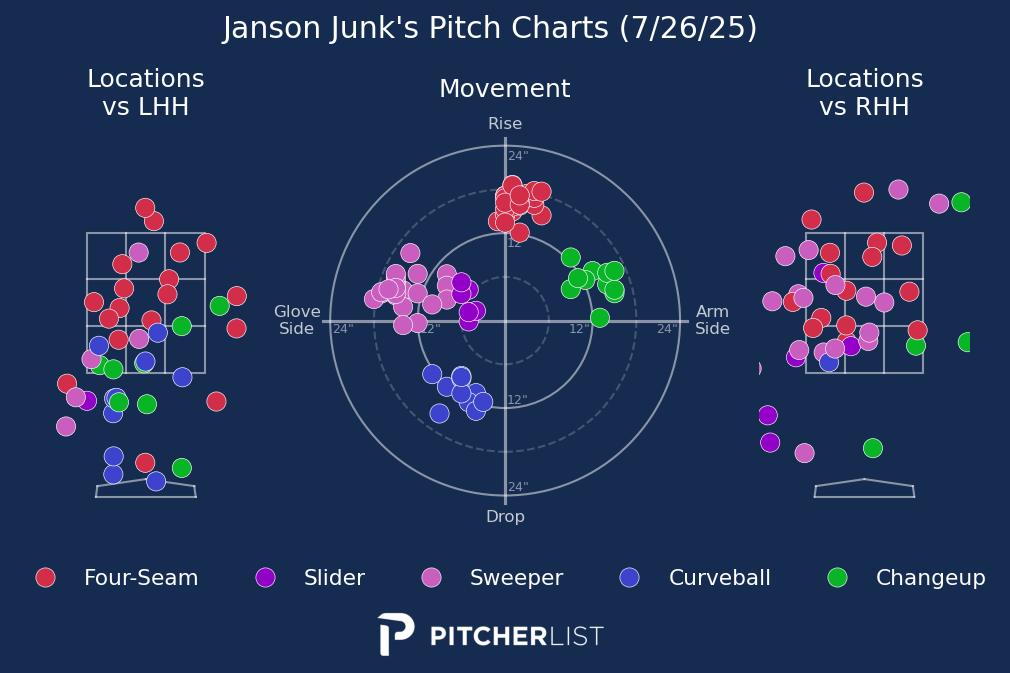 Janson Junk's Pitch Charts (7/26/25)
Locations
vs LHH
Movement
Locations
vs RHH
Rise
24"
12"
Glove
Side
24"
12"
12"
24"
Arm
Side
12"
24"
Drop
Four-Seam
Slider
Sweeper
Curveball
Changeup
PITCHERLIST